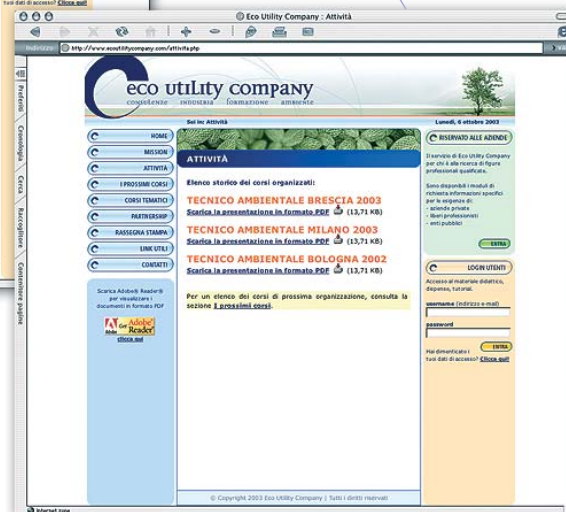 tuoi dati di accesso? Clicca qui!
Eco Utility Company : Attività
Indirizzo: http://www.ecoutilitycompany.com/attivita.php
Preferiti
Cronologia
Cerca
Raccoglitore
Contenitore pagine
eco utility company
consulenze industria formazione ambiente
Sei in: Attività
Lunedì, 6 ottobre 2003
HOME
MISSION
ATTIVITÀ
I PROSSIMI CORSI
CORSI TEMATICI
PARTNERSHIP
RASSEGNA STAMPA
LINK UTILI
CONTATTI
Scarica Adobe® Reader®
per visualizzare i
documenti in formato PDF
Get Adobe® Reader®
Adobe
clicca qui
ATTIVITÀ
Elenco storico dei corsi organizzati:
TECNICO AMBIENTALE BRESCIA 2003
Scarica la presentazione in formato PDF (13,71 KB)
TECNICO AMBIENTALE MILANO 2003
Scarica la presentazione in formato PDF (13,71 KB)
TECNICO AMBIENTALE BOLOGNA 2002
Scarica la presentazione in formato PDF (13,71 KB)
Per un elenco dei corsi di prossima organizzazione, consulta la
sezione I prossimi corsi.
© Copyright 2003 Eco Utility Company | Tutti i diritti riservati
RISERVATO ALLE AZIENDE
Il servizio di Eco Utility Company
per chi è alla ricerca di figure
professionali qualificate.
Sono disponibili i moduli di
richiesta informazioni specifici
per le esigenze di:
- aziende private
- liberi professionisti
- enti pubblici
ENTRA
LOGIN UTENTI
Accesso al materiale didattico,
dispense, tutorial.
username (indirizzo e-mail)
password
ENTRA
Hai dimenticato i
tuoi dati di accesso? Clicca qui!
Internet zone